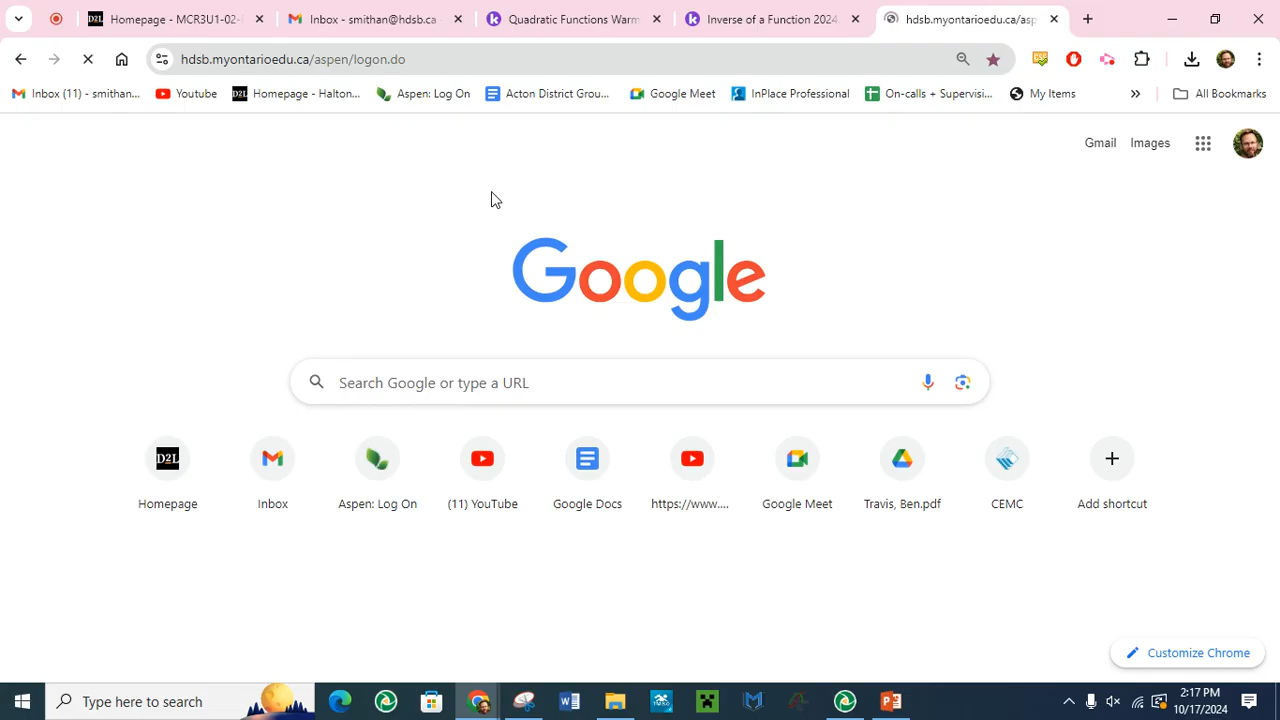 Homepage - MCR3U1-02-
Inbox - smithan@hdsb.ca -
Quadratic Functions Warm
Inverse of a Function 2024
hdsb.myontarioedu.ca/asp
hdsb.myontarioedu.ca/aspen/logon.do
Inbox (11) - smithan...
Youtube
Homepage - Halton...
Aspen: Log On
Acton District Grou...
Google Meet
InPlace Professional
On-calls + Supervisi...
My Items
All Bookmarks
Gmail
Images
Google
Search Google or type a URL
D2L
Homepage
Inbox
Aspen: Log On
(11) YouTube
Google Docs
https://www....
Google Meet
Travis, Ben.pdf
CEMC
Add shortcut
Customize Chrome
Type here to search
2:17 PM
10/17/2024